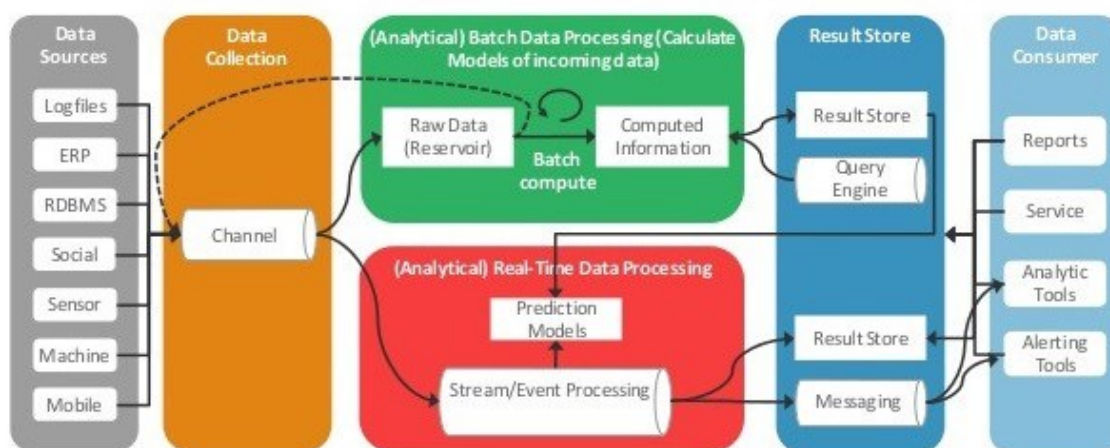 Data
Sources
Logfiles
ERP
RDBMS
Social
Sensor
Machine
Mobile
Data
Collection
Channel
(Analytical) Batch Data Processing (Calculate
Models of incoming data)
Raw Data
(Reservoir)
Batch
compute
Computed
Information
(Analytical) Real-Time Data Processing
Prediction
Models
Stream/Event Processing
Result Store
Result Store
Query
Engine
Result Store
Messaging
Data
Consumer
Reports
Service
Analytic
Tools
Alerting
Tools